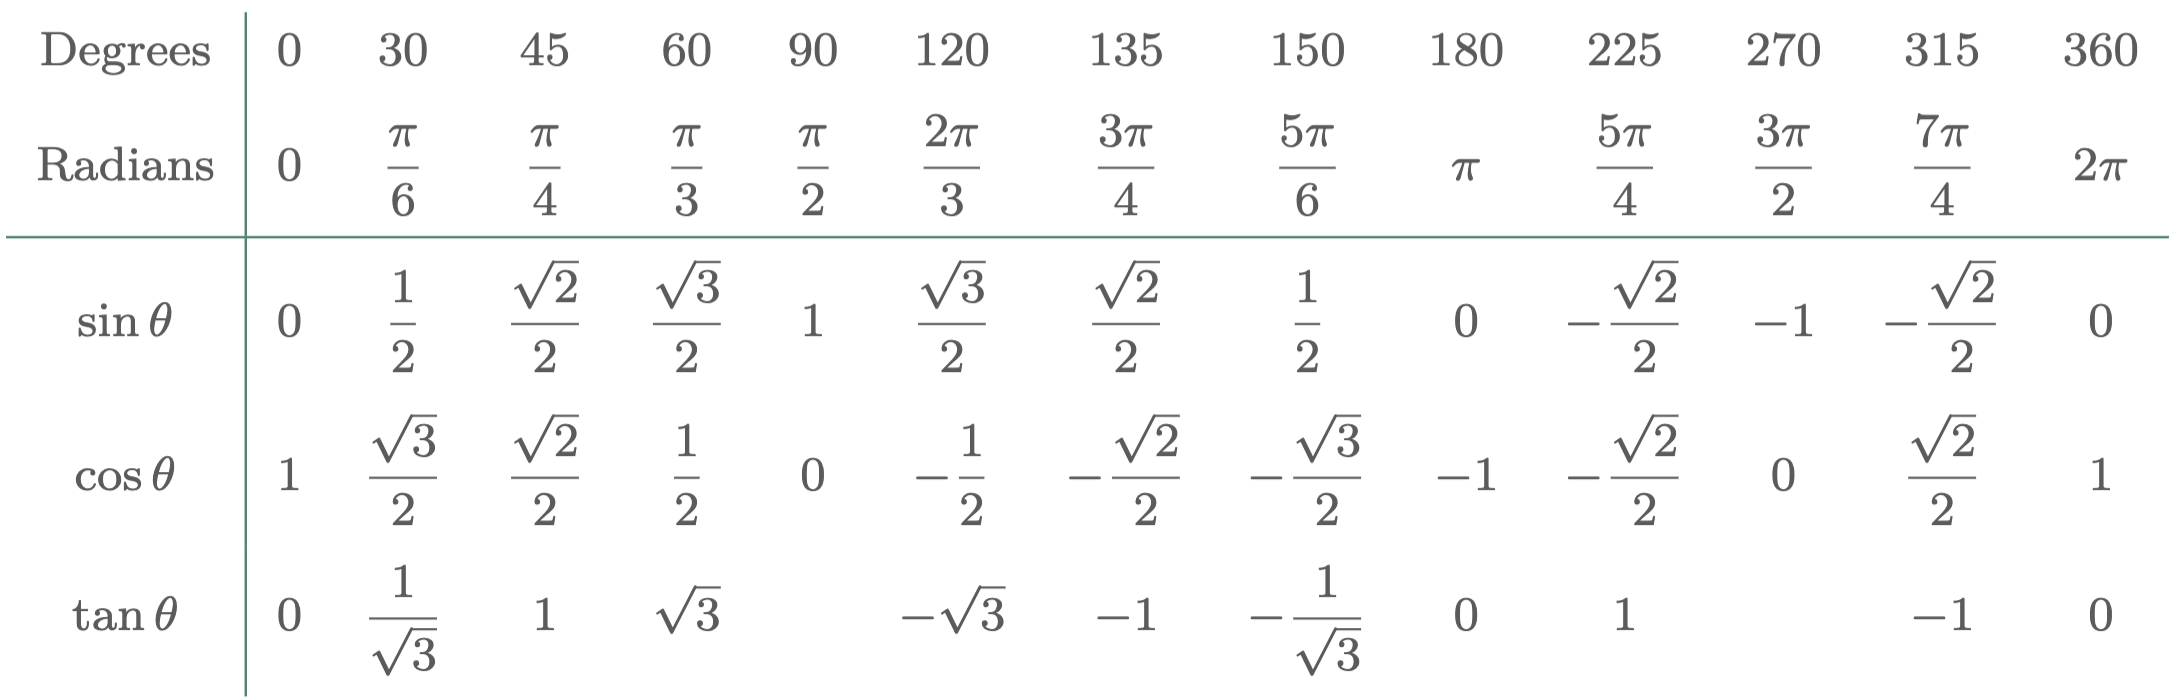 Degrees 0 30 45 60 90 120 135 150 180 225 270 315 360
Radians 0 π/6 π/4 π/3 π/2 2π/3 3π/4 5π/6 π 5π/4 3π/2 7π/4 2π
sin θ 0 1/2 √2/2 √3/2 1 √3/2 √2/2 1/2 0 −√2/2 −1 −√2/2 0
cos θ 1 √3/2 √2/2 1/2 0 −1/2 −√2/2 −√3/2 −1 −√2/2 0 √2/2 1
tan θ 0 1/√3 1 √3 −√3 −1 −1/√3 0 1 −1 0